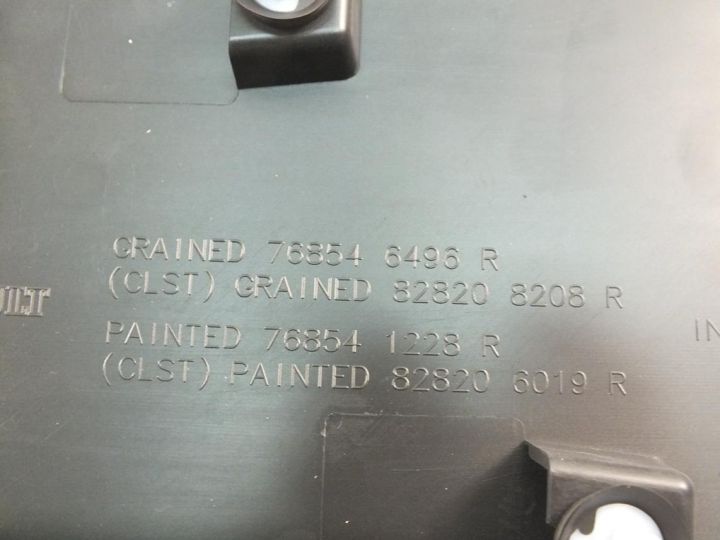 GRAINED 76854 6496 R
(CLST) GRAINED 82820 8208 R
PAINTED 76854 1228 R
(CLST) PAINTED 82820 6019 R